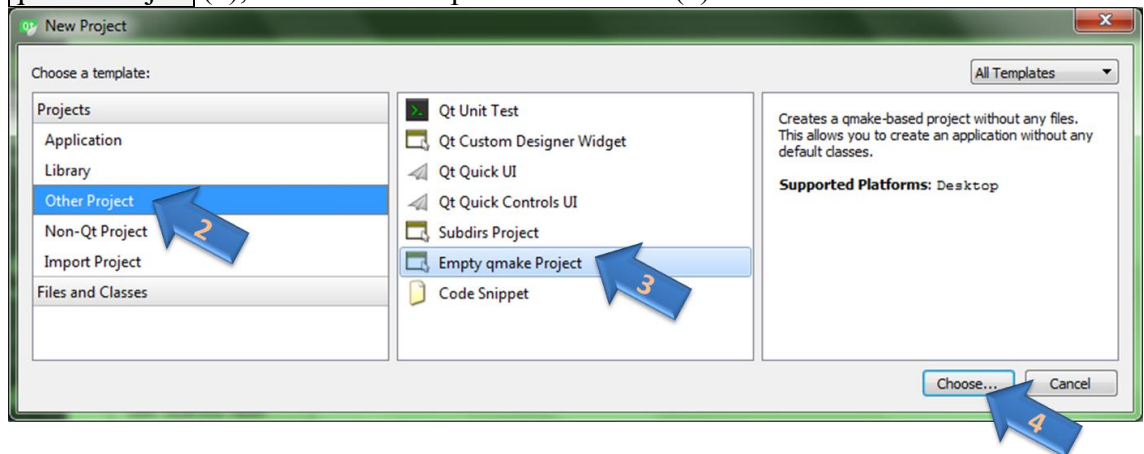 New Project
Choose a template:
All Templates
Projects
Application
Library
Other Project
Non-Qt Project
Import Project
Files and Classes
Qt Unit Test
Qt Custom Designer Widget
Qt Quick UI
Qt Quick Controls UI
Subdirs Project
Empty qmake Project
Code Snippet
Creates a qmake-based project without any files.
This allows you to create an application without any
default classes.
Supported Platforms: Desktop
2
3
Choose...
Cancel
4